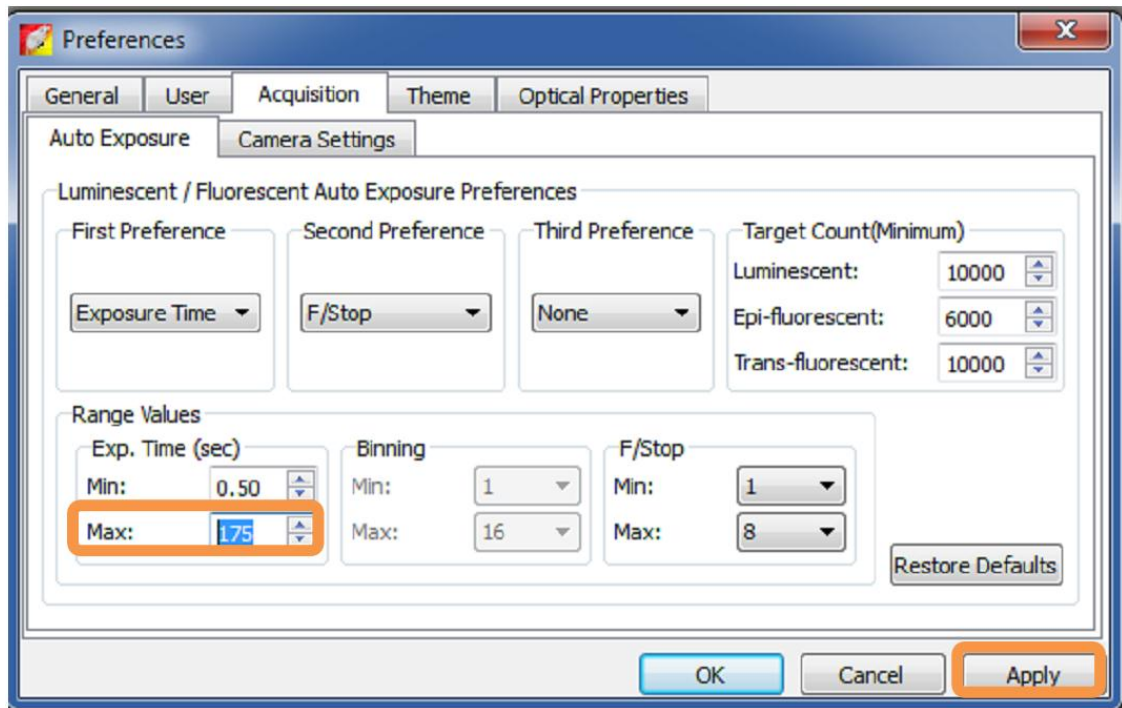 Preferences
x
General User Acquisition Theme Optical Properties
Auto Exposure Camera Settings
Luminescent / Fluorescent Auto Exposure Preferences
First Preference Second Preference Third Preference Target Count(Minimum)
Luminescent: 10000
Exposure Time F/Stop None Epi-fluorescent: 6000
Trans-fluorescent: 10000
Range Values
Exp. Time (sec) Binning F/Stop
Min: 0.50 Min: 1 Min: 1
Max: 175 Max: 16 Max: 8
Restore Defaults
OK Cancel Apply